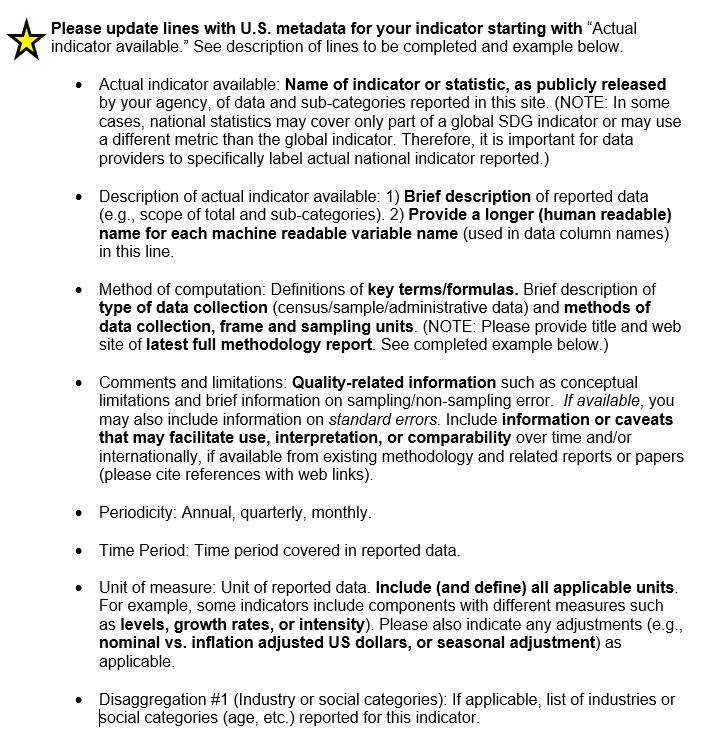 Please update lines with U.S. metadata for your indicator starting with “Actual
indicator available.” See description of lines to be completed and example below.
• Actual indicator available: Name of indicator or statistic, as publicly released
by your agency, of data and sub-categories reported in this site. (NOTE: In some
cases, national statistics may cover only part of a global SDG indicator or may use
a different metric than the global indicator. Therefore, it is important for data
providers to specifically label actual national indicator reported.)
• Description of actual indicator available: 1) Brief description of reported data
(e.g., scope of total and sub-categories). 2) Provide a longer (human readable)
name for each machine readable variable name (used in data column names)
in this line.
• Method of computation: Definitions of key terms/formulas. Brief description of
type of data collection (census/sample/administrative data) and methods of
data collection, frame and sampling units. (NOTE: Please provide title and web
site of latest full methodology report. See completed example below.)
• Comments and limitations: Quality-related information such as conceptual
limitations and brief information on sampling/non-sampling error. If available, you
may also include information on standard errors. Include information or caveats
that may facilitate use, interpretation, or comparability over time and/or
internationally, if available from existing methodology and related reports or papers
(please cite references with web links).
• Periodicity: Annual, quarterly, monthly.
• Time Period: Time period covered in reported data.
• Unit of measure: Unit of reported data. Include (and define) all applicable units.
For example, some indicators include components with different measures such
as levels, growth rates, or intensity). Please also indicate any adjustments (e.g.,
nominal vs. inflation adjusted US dollars, or seasonal adjustment) as
applicable.
• Disaggregation #1 (Industry or social categories): If applicable, list of industries or
social categories (age, etc.) reported for this indicator.